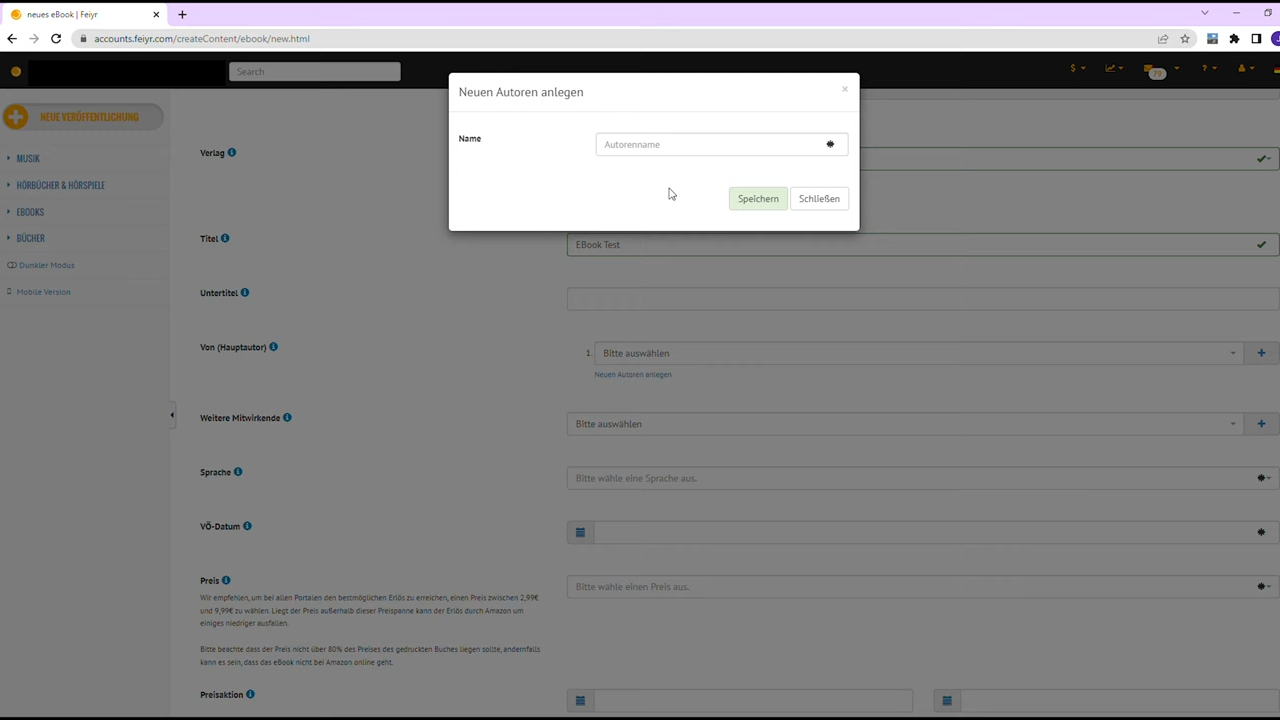 neues eBook | Feiyr
accounts.feiyr.com/createContent/ebook/new.html
Search
$
79
?
NEUE VERÖFFENTLICHUNG
MUSIK
HÖRBÜCHER & HÖRSPIELE
EBOOKS
BÜCHER
Dunkler Modus
Mobile Version
Neuen Autoren anlegen
×
Name
Autorenname
Speichern
Schließen
Verlag
Titel
EBook Test
Untertitel
Von (Hauptautor)
1. Bitte auswählen
Neuen Autoren anlegen
Weitere Mitwirkende
Bitte auswählen
Sprache
Bitte wähle eine Sprache aus.
VÖ-Datum
Preis
Bitte wähle einen Preis aus.
Wir empfehlen, um bei allen Portalen den bestmöglichen Erlös zu erreichen, einen Preis zwischen 2,99€
und 9,99€ zu wählen. Liegt der Preis außerhalb dieser Preispanne kann der Erlös durch Amazon um
einiges niedriger ausfallen.
Bitte beachte dass der Preis nicht über 80% des Preises des gedruckten Buches liegen sollte, andernfalls
kann es sein, dass das eBook nicht bei Amazon online geht.
Preisaktion